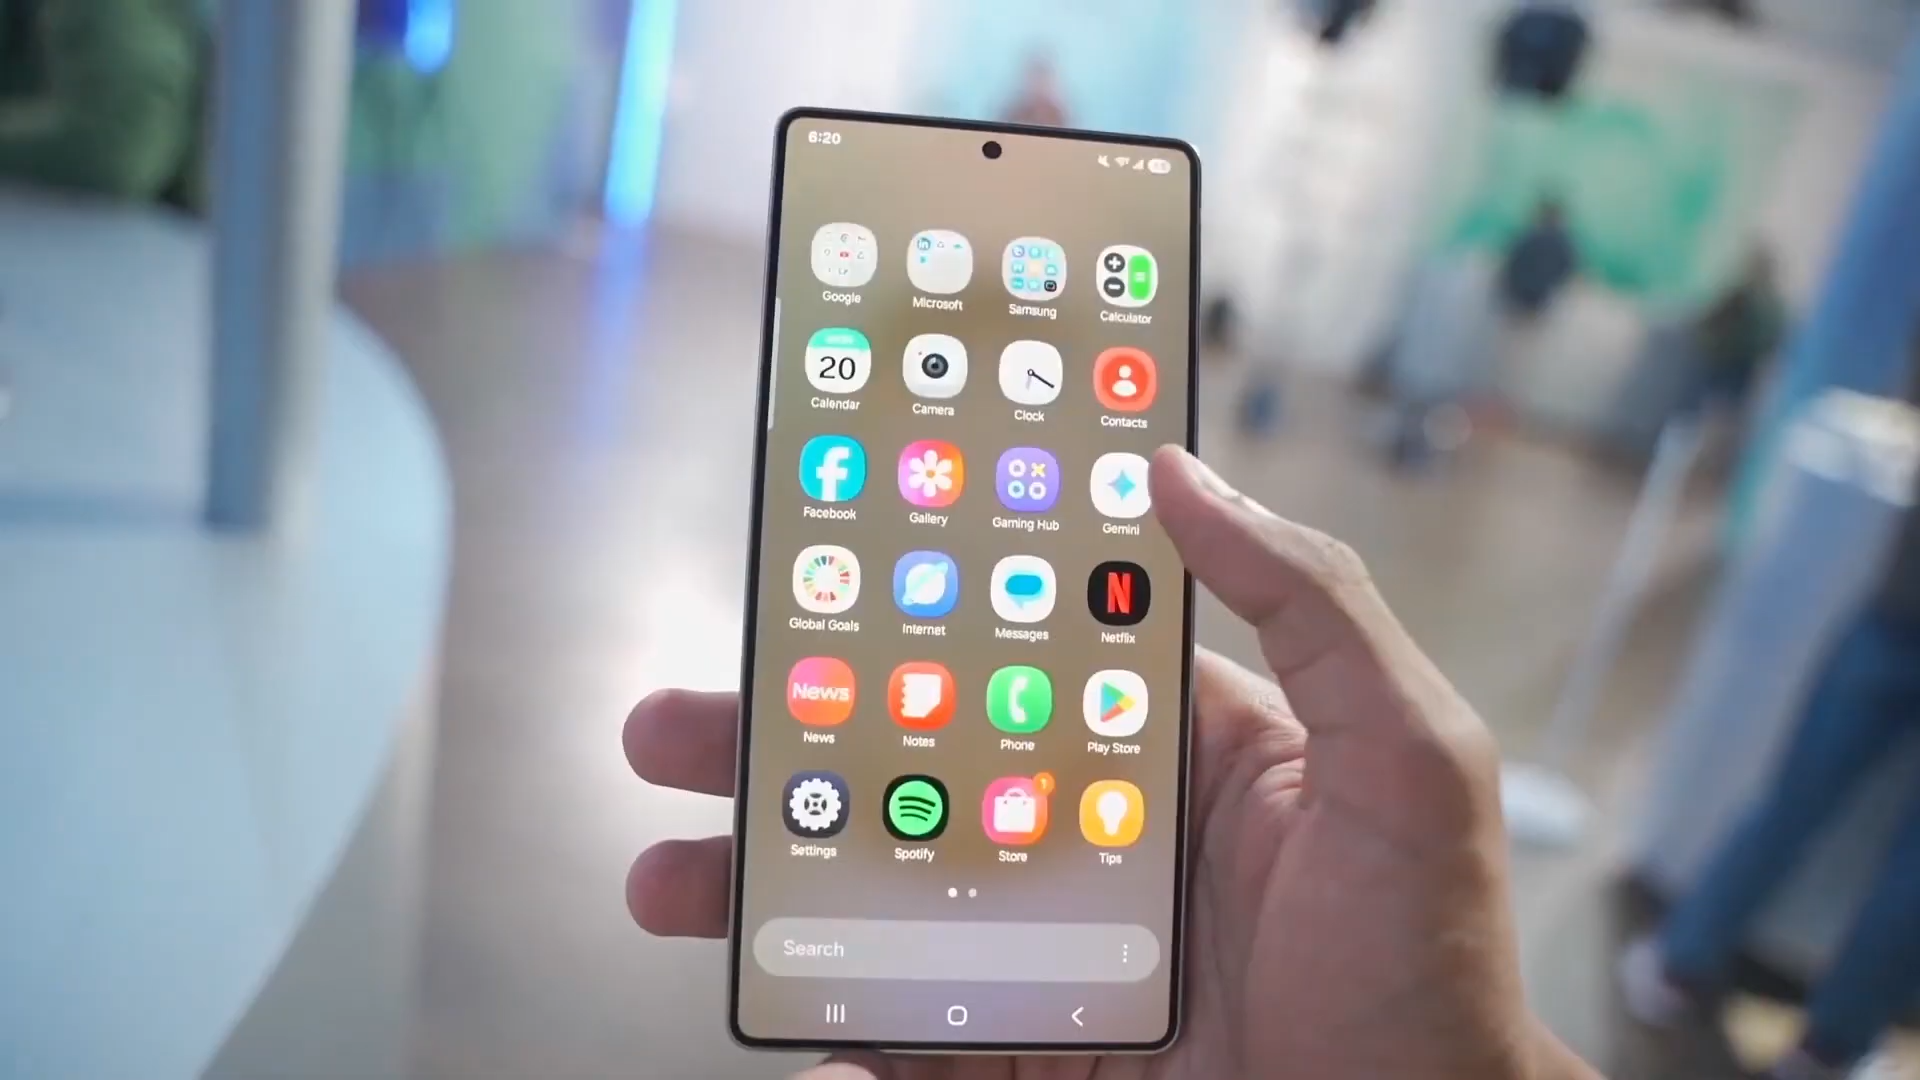 6:20
Google
Microsoft
Samsung
Calculator
20
Calendar
Camera
Clock
Contacts
Facebook
Gallery
Gaming Hub
Gemini
Global Goals
Internet
Messages
N
Netflix
News
News
Notes
Phone
Play Store
1
Settings
Spotify
Store
Tips
Search